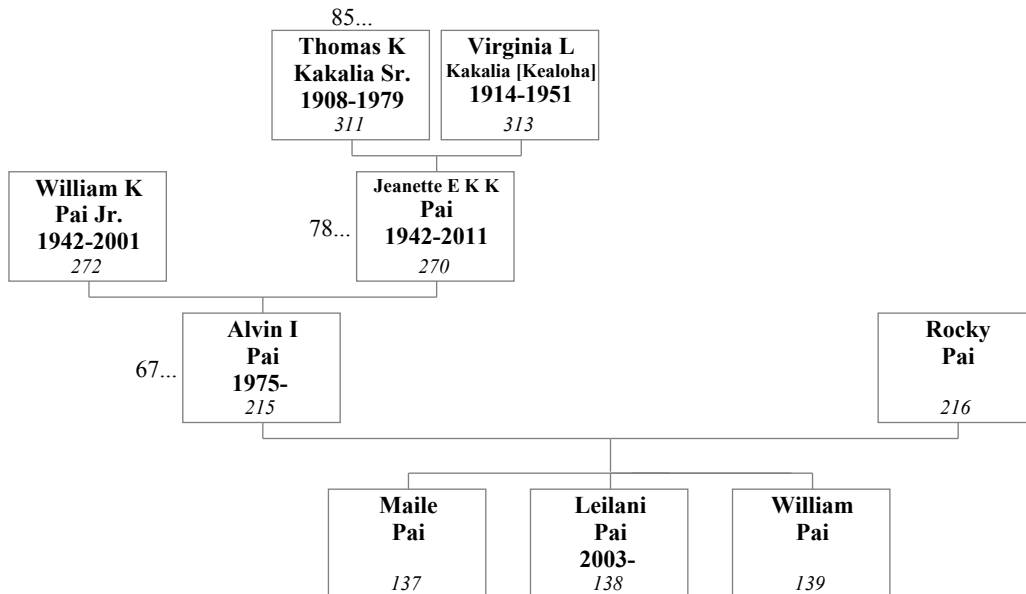 85...
Thomas K
Kakalia Sr.
1908-1979
311
Virginia L
Kakalia [Kealoha]
1914-1951
313
William K
Pai Jr.
1942-2001
272
78...
Jeanette E K K
Pai
1942-2011
270
67...
Alvin I
Pai
1975-
215
Rocky
Pai
216
Maile
Pai
137
Leilani
Pai
2003-
138
William
Pai
139